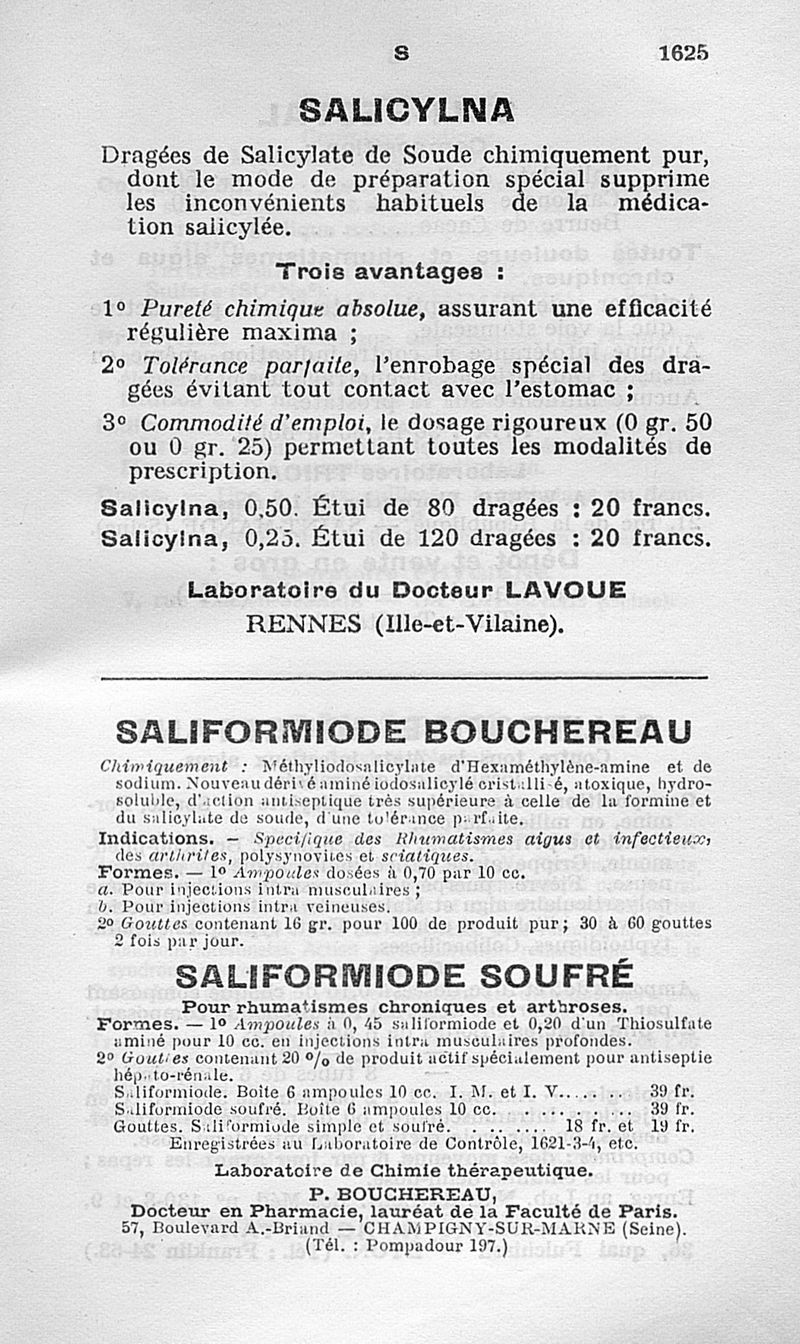 S 1625
SALICYLNA
Dragées de Salicylate de Soude chimiquement pur,
dont le mode de préparation spécial supprime
les inconvénients habituels de la médica-
tion salicylée.
Trois avantages :
1º Pureté chimique absolue, assurant une efficacité
régulière maxima ;
2º Tolérance parfaite, l'enrobage spécial des dra-
gées évitant tout contact avec l'estomac ;
3º Commodité d'emploi, le dosage rigoureux (0 gr. 50
ou 0 gr. 25) permettant toutes les modalités de
prescription.
Salicylna, 0,50. Étui de 80 dragées : 20 francs.
Salicylna, 0,25. Étui de 120 dragées : 20 francs.
Laboratoire du Docteur LAVOUE
RENNES (Ille-et-Vilaine).
SALIFORMIODE BOUCHEREAU
Chimiquement : Méthyliodosalicylate d'Hexaméthylène-amine et de
sodium. Nouveau dérivé aminé iodosalicylé cristallisé, atoxique, hydro-
soluble, d'action antiseptique très supérieure à celle de la formine et
du salicylate de soude, d'une tolérance parfaite.
Indications. — Specifique des Rhumatismes aigus et infectieux,
des arthrites, polysynovites et sciatiques.
Formes. — 1º Ampoules dosées à 0,70 par 10 cc.
a. Pour injections intra musculaires ;
b. Pour injections intra veineuses.
2º Gouttes contenant 16 gr. pour 100 de produit pur ; 30 à 60 gouttes
2 fois par jour.
SALIFORMIODE SOUFRÉ
Pour rhumatismes chroniques et arthroses.
Formes. — 1º Ampoules à 0, 45 saliformiode et 0,20 d'un Thiosulfate
aminé pour 10 cc. en injections intra musculaires profondes.
2º Gouttes contenant 20 % de produit actif spécialement pour antiseptie
hépato-rénale.
Saliformiode. Boite 6 ampoules 10 cc. I. M. et I. V....... 39 fr.
Saliformiode soufré. Boite 6 ampoules 10 cc. .......... 39 fr.
Gouttes. Saliformiode simple et soufré. ......... 18 fr. et 19 fr.
Enregistrées au Laboratoire de Contrôle, 1621-3-4, etc.
Laboratoire de Chimie thérapeutique.
P. BOUCHEREAU,
Docteur en Pharmacie, lauréat de la Faculté de Paris.
57, Boulevard A.-Briand — CHAMPIGNY-SUR-MARNE (Seine).
(Tél. : Pompadour 197.)